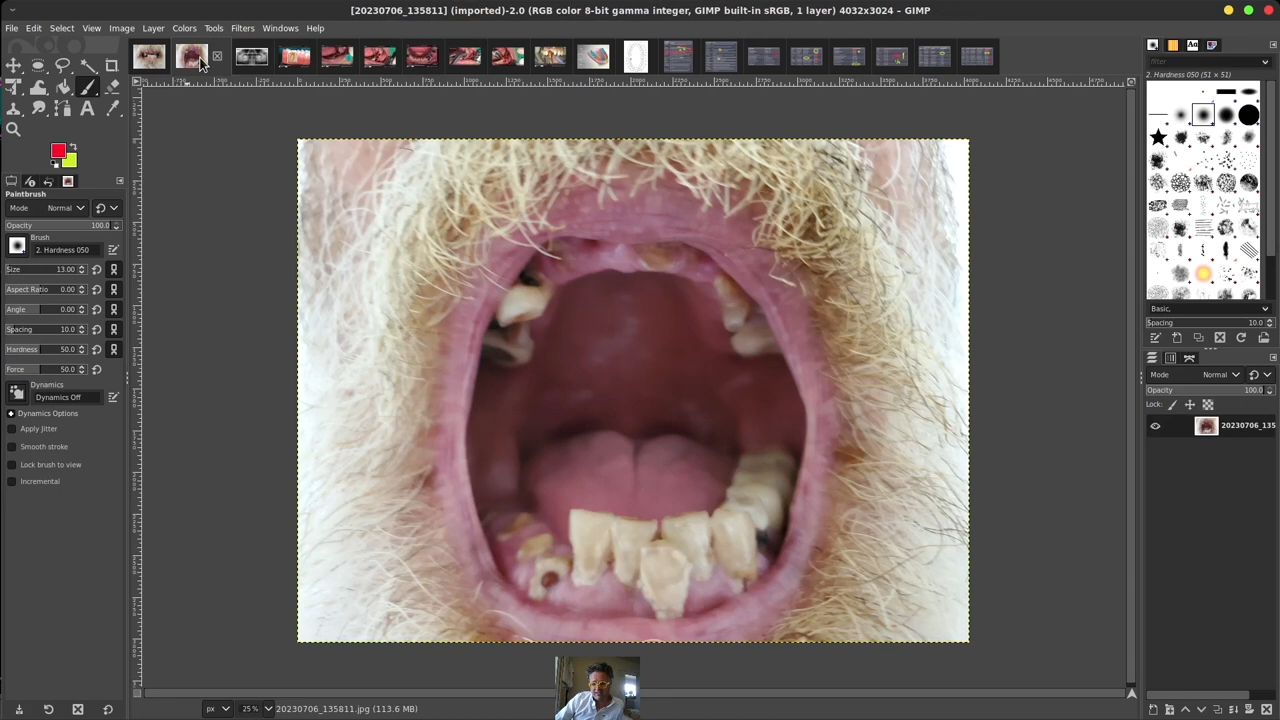 [20230706_135811] (imported)-2.0 (RGB color 8-bit gamma integer, GIMP built-in sRGB, 1 layer) 4032x3024 – GIMP
File Edit Select View Image Layer Colors Tools Filters Windows Help
filter
2. Hardness 050 (51 × 51)
Paintbrush
Mode Normal
Opacity 100.0
Brush
2. Hardness 050
Size 13.00
Aspect Ratio 0.00
Angle 0.00
Spacing 10.0
Hardness 50.0
Force 50.0
Dynamics
Dynamics Off
Dynamics Options
Apply Jitter
Smooth stroke
Lock brush to view
Incremental
Basic,
Spacing 10.0
Mode Normal
Opacity 100.0
Lock:
20230706_135
px 25 % 20230706_135811.jpg (113.6 MB)